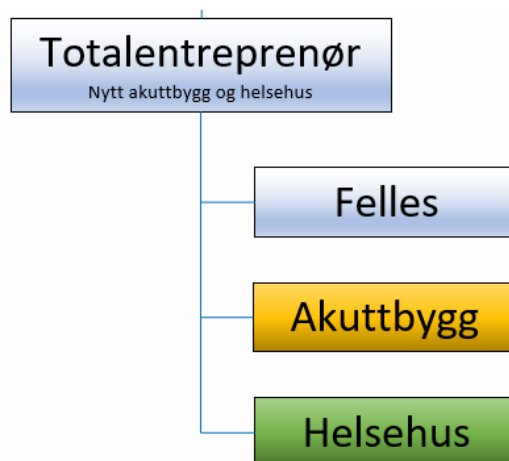 Totalentreprenør
Nytt akuttbygg og helsehus
Felles
Akuttbygg
Helsehus